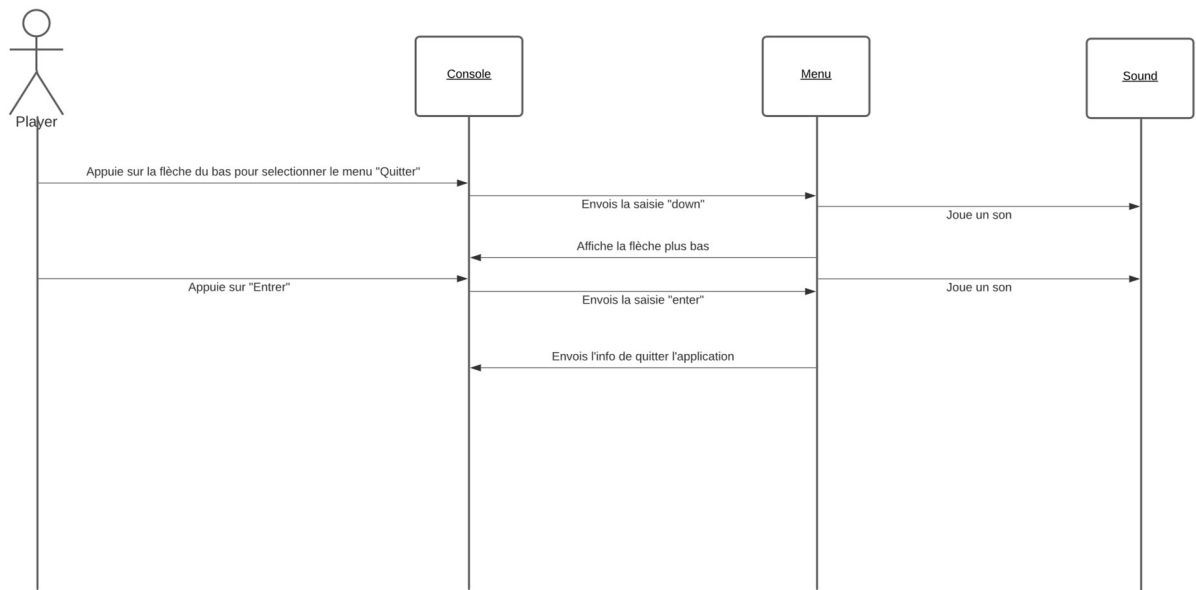 Console
Menu
Sound
Player
Appuie sur la flèche du bas pour selectionner le menu "Quitter"
Envois la saisie "down"
Joue un son
Affiche la flèche plus bas
Appuie sur "Entrer"
Joue un son
Envois la saisie "enter"
Envois l'info de quitter l'application